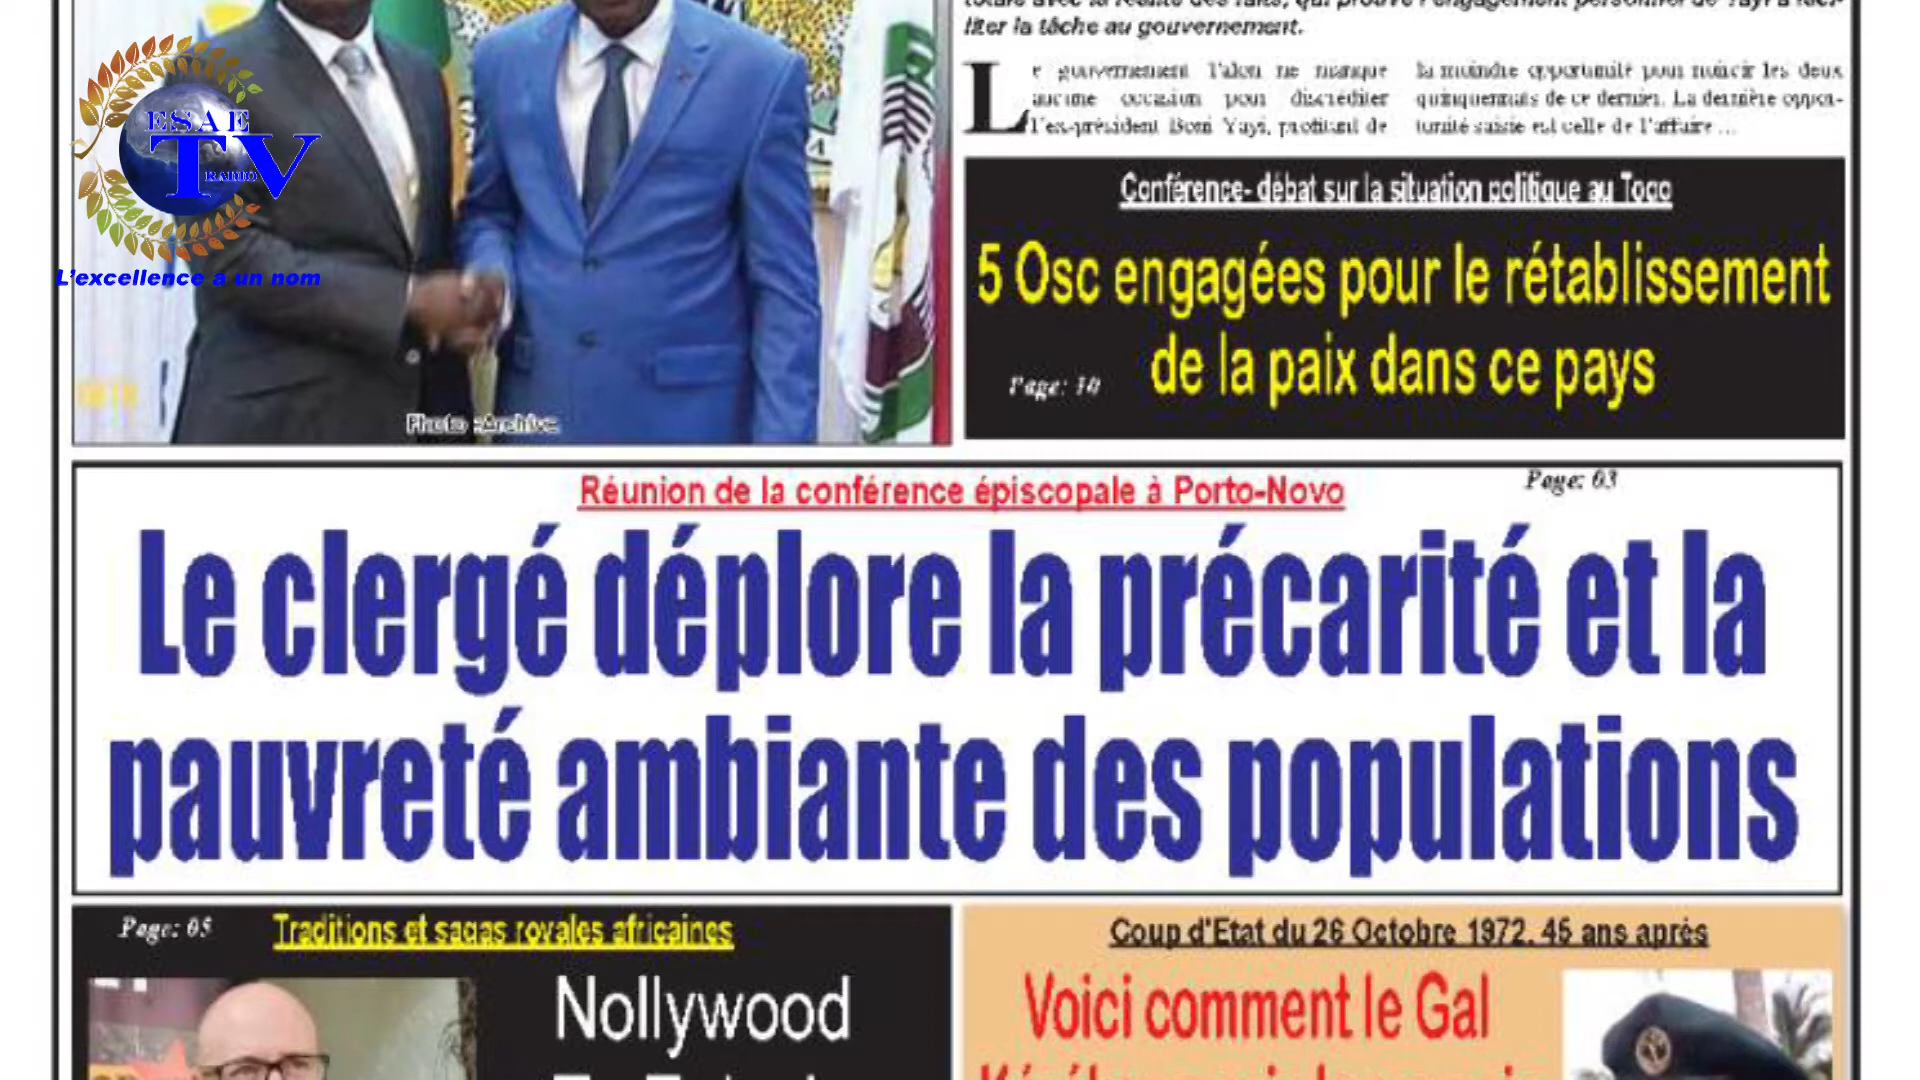 liter la tâche au gouvernement.
Le gouvernement Talon ne manque
aucune occasion pour discréditer
l'ex-président Boni Yayi, profitant de
la moindre opportunité pour noircir les deux
quinquennats de ce dernier. La dernière oppor-
tunité saisie est celle de l'affaire ...
ESAE
TV
RADIO
L'excellence a un nom
Photo :Archive
Conférence- débat sur la situation politique au Togo
5 Osc engagées pour le rétablissement
de la paix dans ce pays
Page: 10
Réunion de la conférence épiscopale à Porto-Novo
Page: 03
Le clergé déplore la précarité et la
pauvreté ambiante des populations
Page: 05
Traditions et sagas royales africaines
Nollywood
Coup d'Etat du 26 Octobre 1972, 45 ans après
Voici comment le Gal